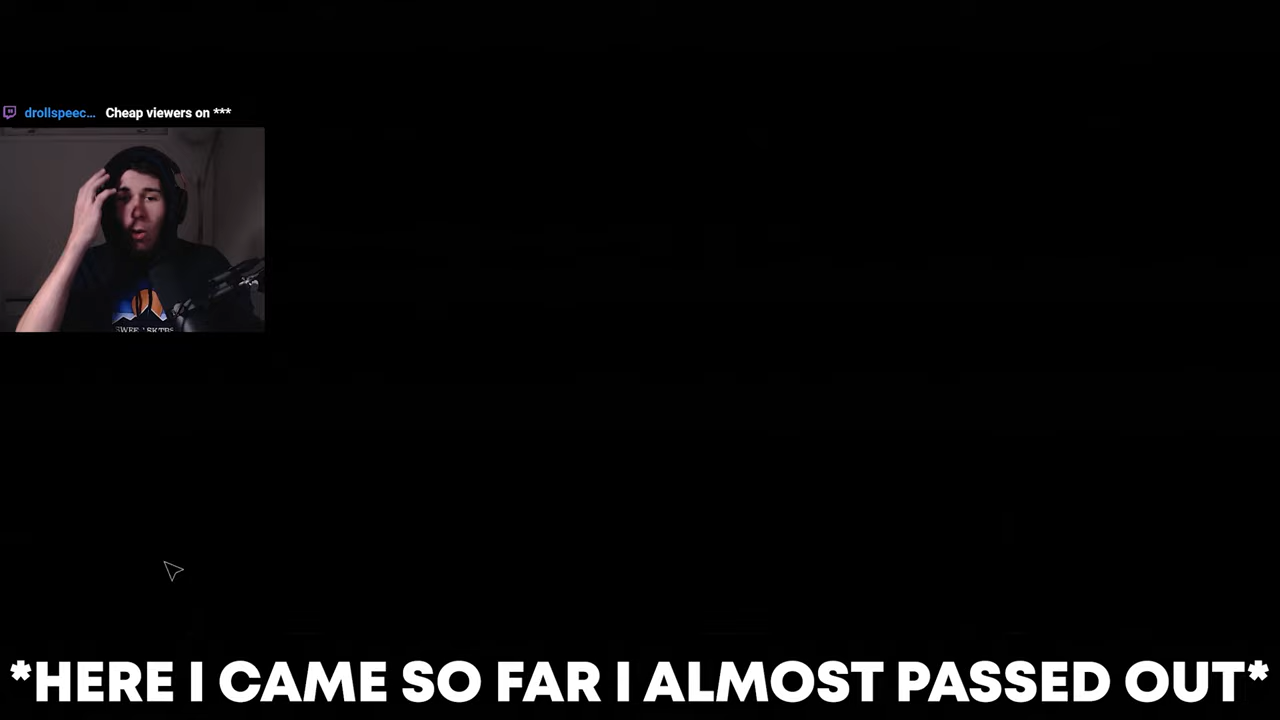 drollspeec... Cheap viewers on ***
*HERE I CAME SO FAR I ALMOST PASSED OUT*